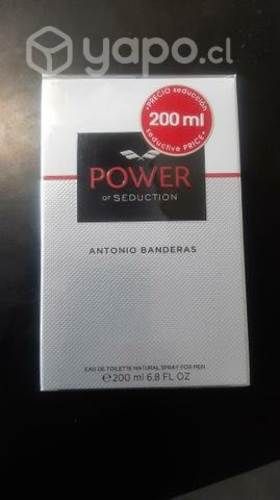 yapo.cl
PRECIO seducción
200 ml
seductive PRICE
POWER
OF SEDUCTION
ANTONIO BANDERAS
EAU DE TOILETTE NATURAL SPRAY FOR MEN
℮200 ml 6.8 FL OZ